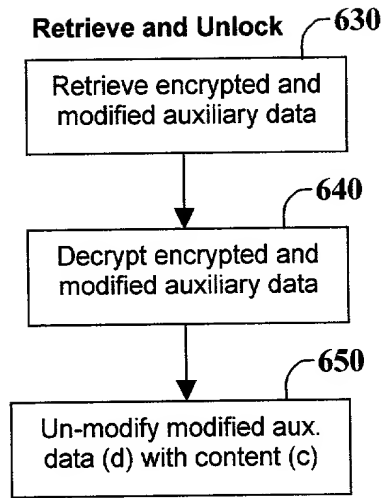 Retrieve and Unlock
630
Retrieve encrypted and
modified auxiliary data
640
Decrypt encrypted and
modified auxiliary data
650
Un-modify modified aux.
data (d) with content (c)